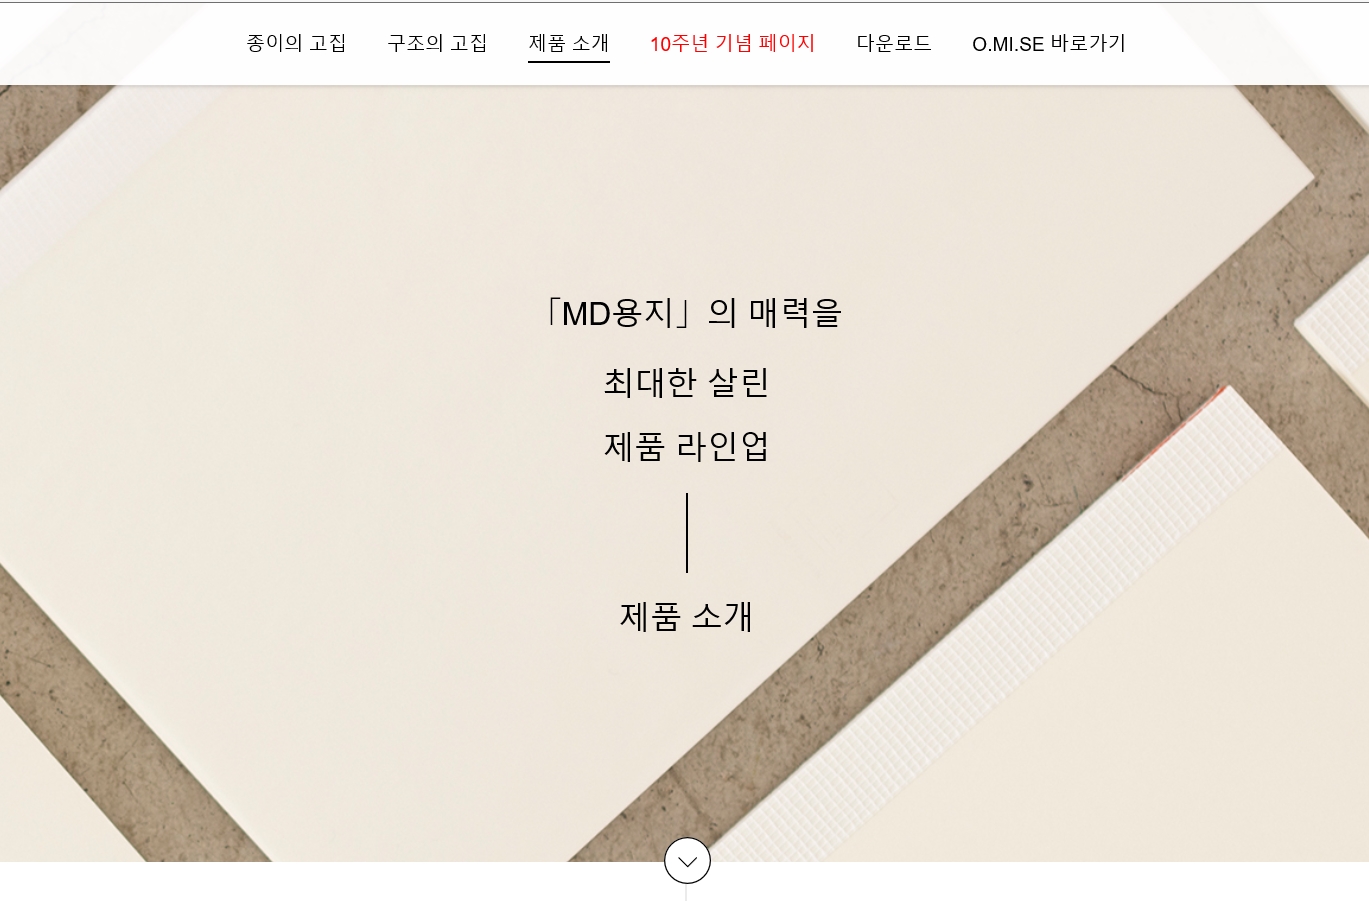 종이의 고집
구조의 고집
제품 소개
10주년 기념 페이지
다운로드
O.MI.SE 바로가기
「MD용지」의 매력을
최대한 살린
제품 라인업
제품 소개